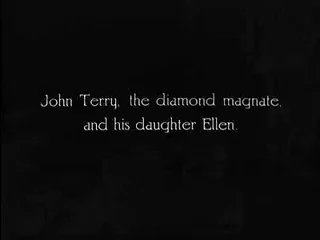 John Terry, the diamond magnate,
and his daughter Ellen.